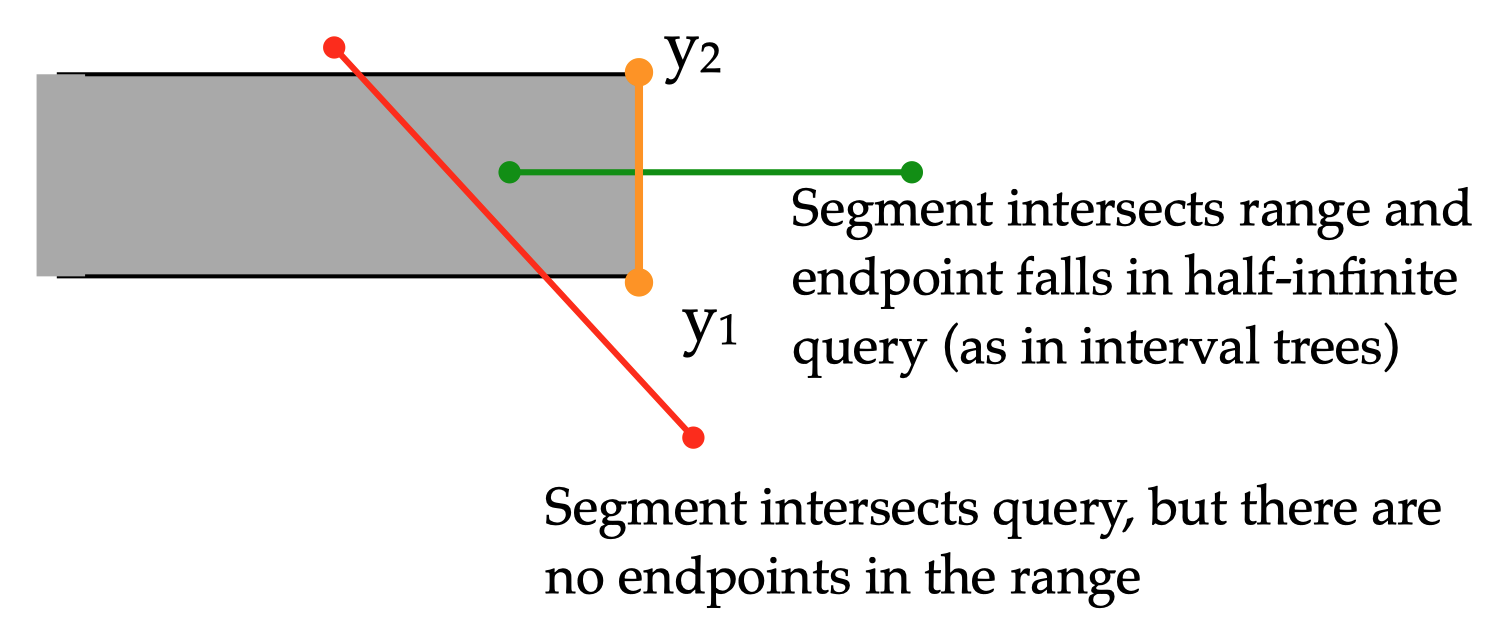 y2
Segment intersects range and
endpoint falls in half-infinite
query (as in interval trees)
y1
Segment intersects query, but there are
no endpoints in the range